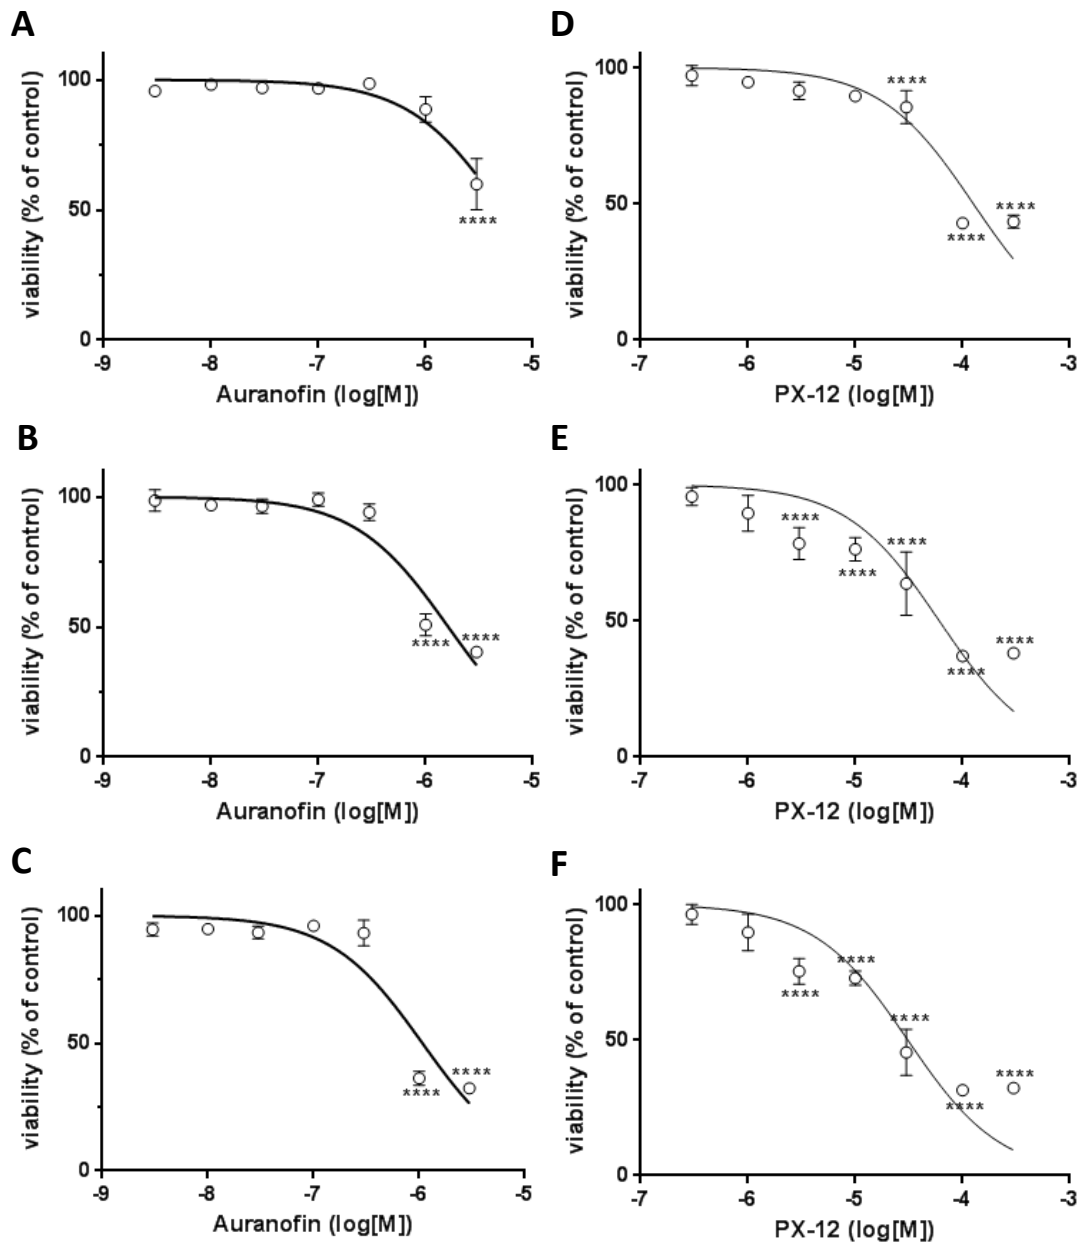 A
viability (% of control)
100
50
0
****
-9 -8 -7 -6 -5
Auranofin (log[M])
D
viability (% of control)
100
50
0
****
****
****
-7 -6 -5 -4 -3
PX-12 (log[M])
B
viability (% of control)
100
50
0
**** ****
-9 -8 -7 -6 -5
Auranofin (log[M])
E
viability (% of control)
100
50
0
****
****
****
****
****
-7 -6 -5 -4 -3
PX-12 (log[M])
C
viability (% of control)
100
50
0
****
****
-9 -8 -7 -6 -5
Auranofin (log[M])
F
viability (% of control)
100
50
0
****
****
****
****
****
-7 -6 -5 -4 -3
PX-12 (log[M])